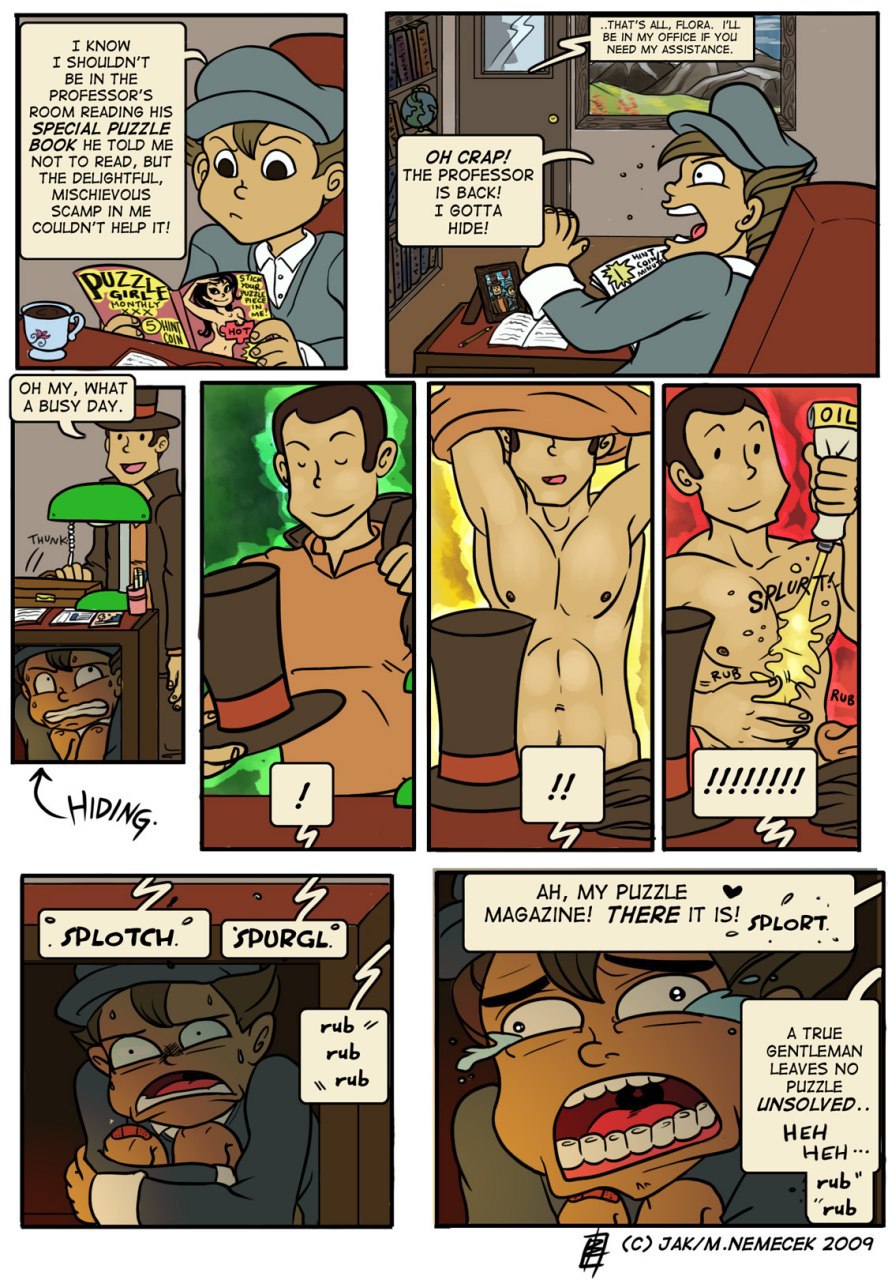 I KNOW
I SHOULDN'T
BE IN THE
PROFESSOR'S
ROOM READING HIS
SPECIAL PUZZLE
BOOK HE TOLD ME
NOT TO READ, BUT
THE DELIGHTFUL,
MISCHIEVOUS
SCAMP IN ME
COULDN'T HELP IT!
PUZZLE
GIRLZ
MONTHLY
XXX
5 HINT
COIN
STICK
YOUR
PUZZLE
PIECE
IN
ME!
HOT
..THAT'S ALL, FLORA. I'LL
BE IN MY OFFICE IF YOU
NEED MY ASSISTANCE.
OH CRAP!
THE PROFESSOR
IS BACK!
I GOTTA
HIDE!
1
HINT
COIN
OH MY, WHAT
A BUSY DAY.
THUNK
HIDING.
!
!!
OIL
SPLURT!
RUB
RUB
!!!!!!!!
SPLOTCH.
SPURGL.
rub
rub
rub
AH, MY PUZZLE
MAGAZINE! THERE IT IS!
SPLORT.
A TRUE
GENTLEMAN
LEAVES NO
PUZZLE
UNSOLVED..
HEH
HEH...
rub
rub
(C) JAK/M.NEMECEK 2009